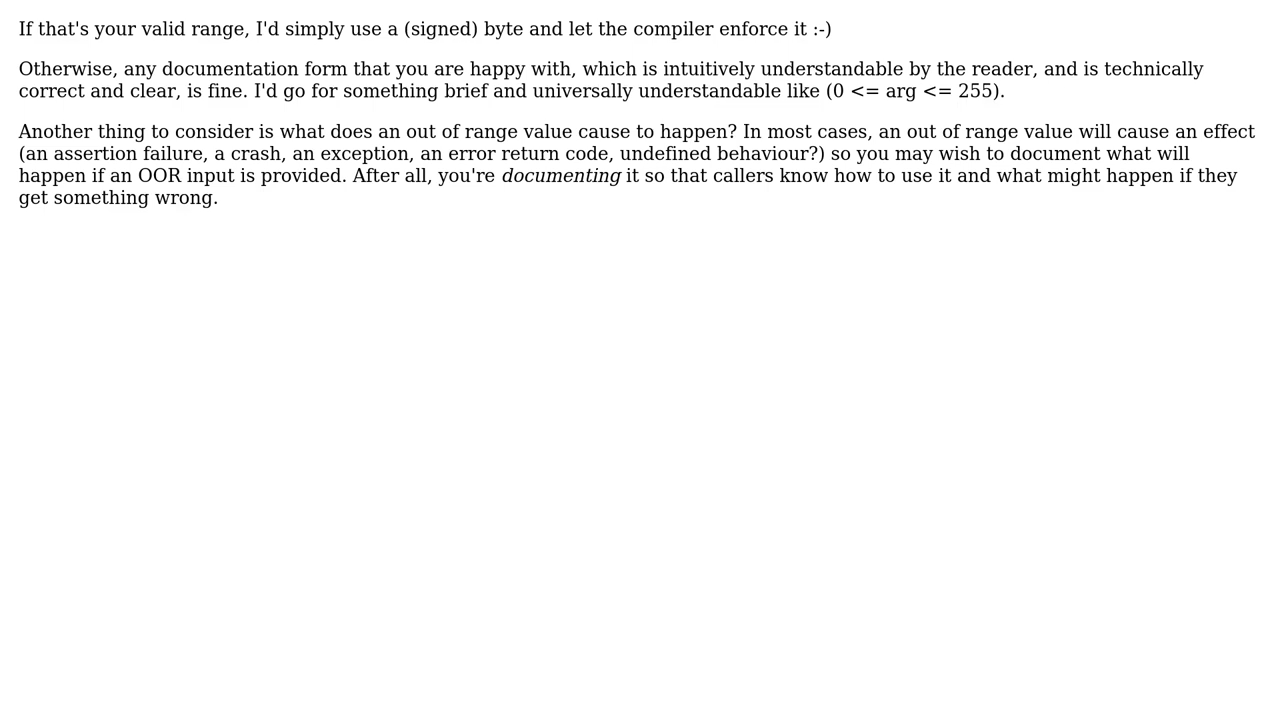 If that's your valid range, I'd simply use a (signed) byte and let the compiler enforce it :-)
Otherwise, any documentation form that you are happy with, which is intuitively understandable by the reader, and is technically
correct and clear, is fine. I'd go for something brief and universally understandable like (0 <= arg <= 255).
Another thing to consider is what does an out of range value cause to happen? In most cases, an out of range value will cause an effect
(an assertion failure, a crash, an exception, an error return code, undefined behaviour?) so you may wish to document what will
happen if an OOR input is provided. After all, you're documenting it so that callers know how to use it and what might happen if they
get something wrong.